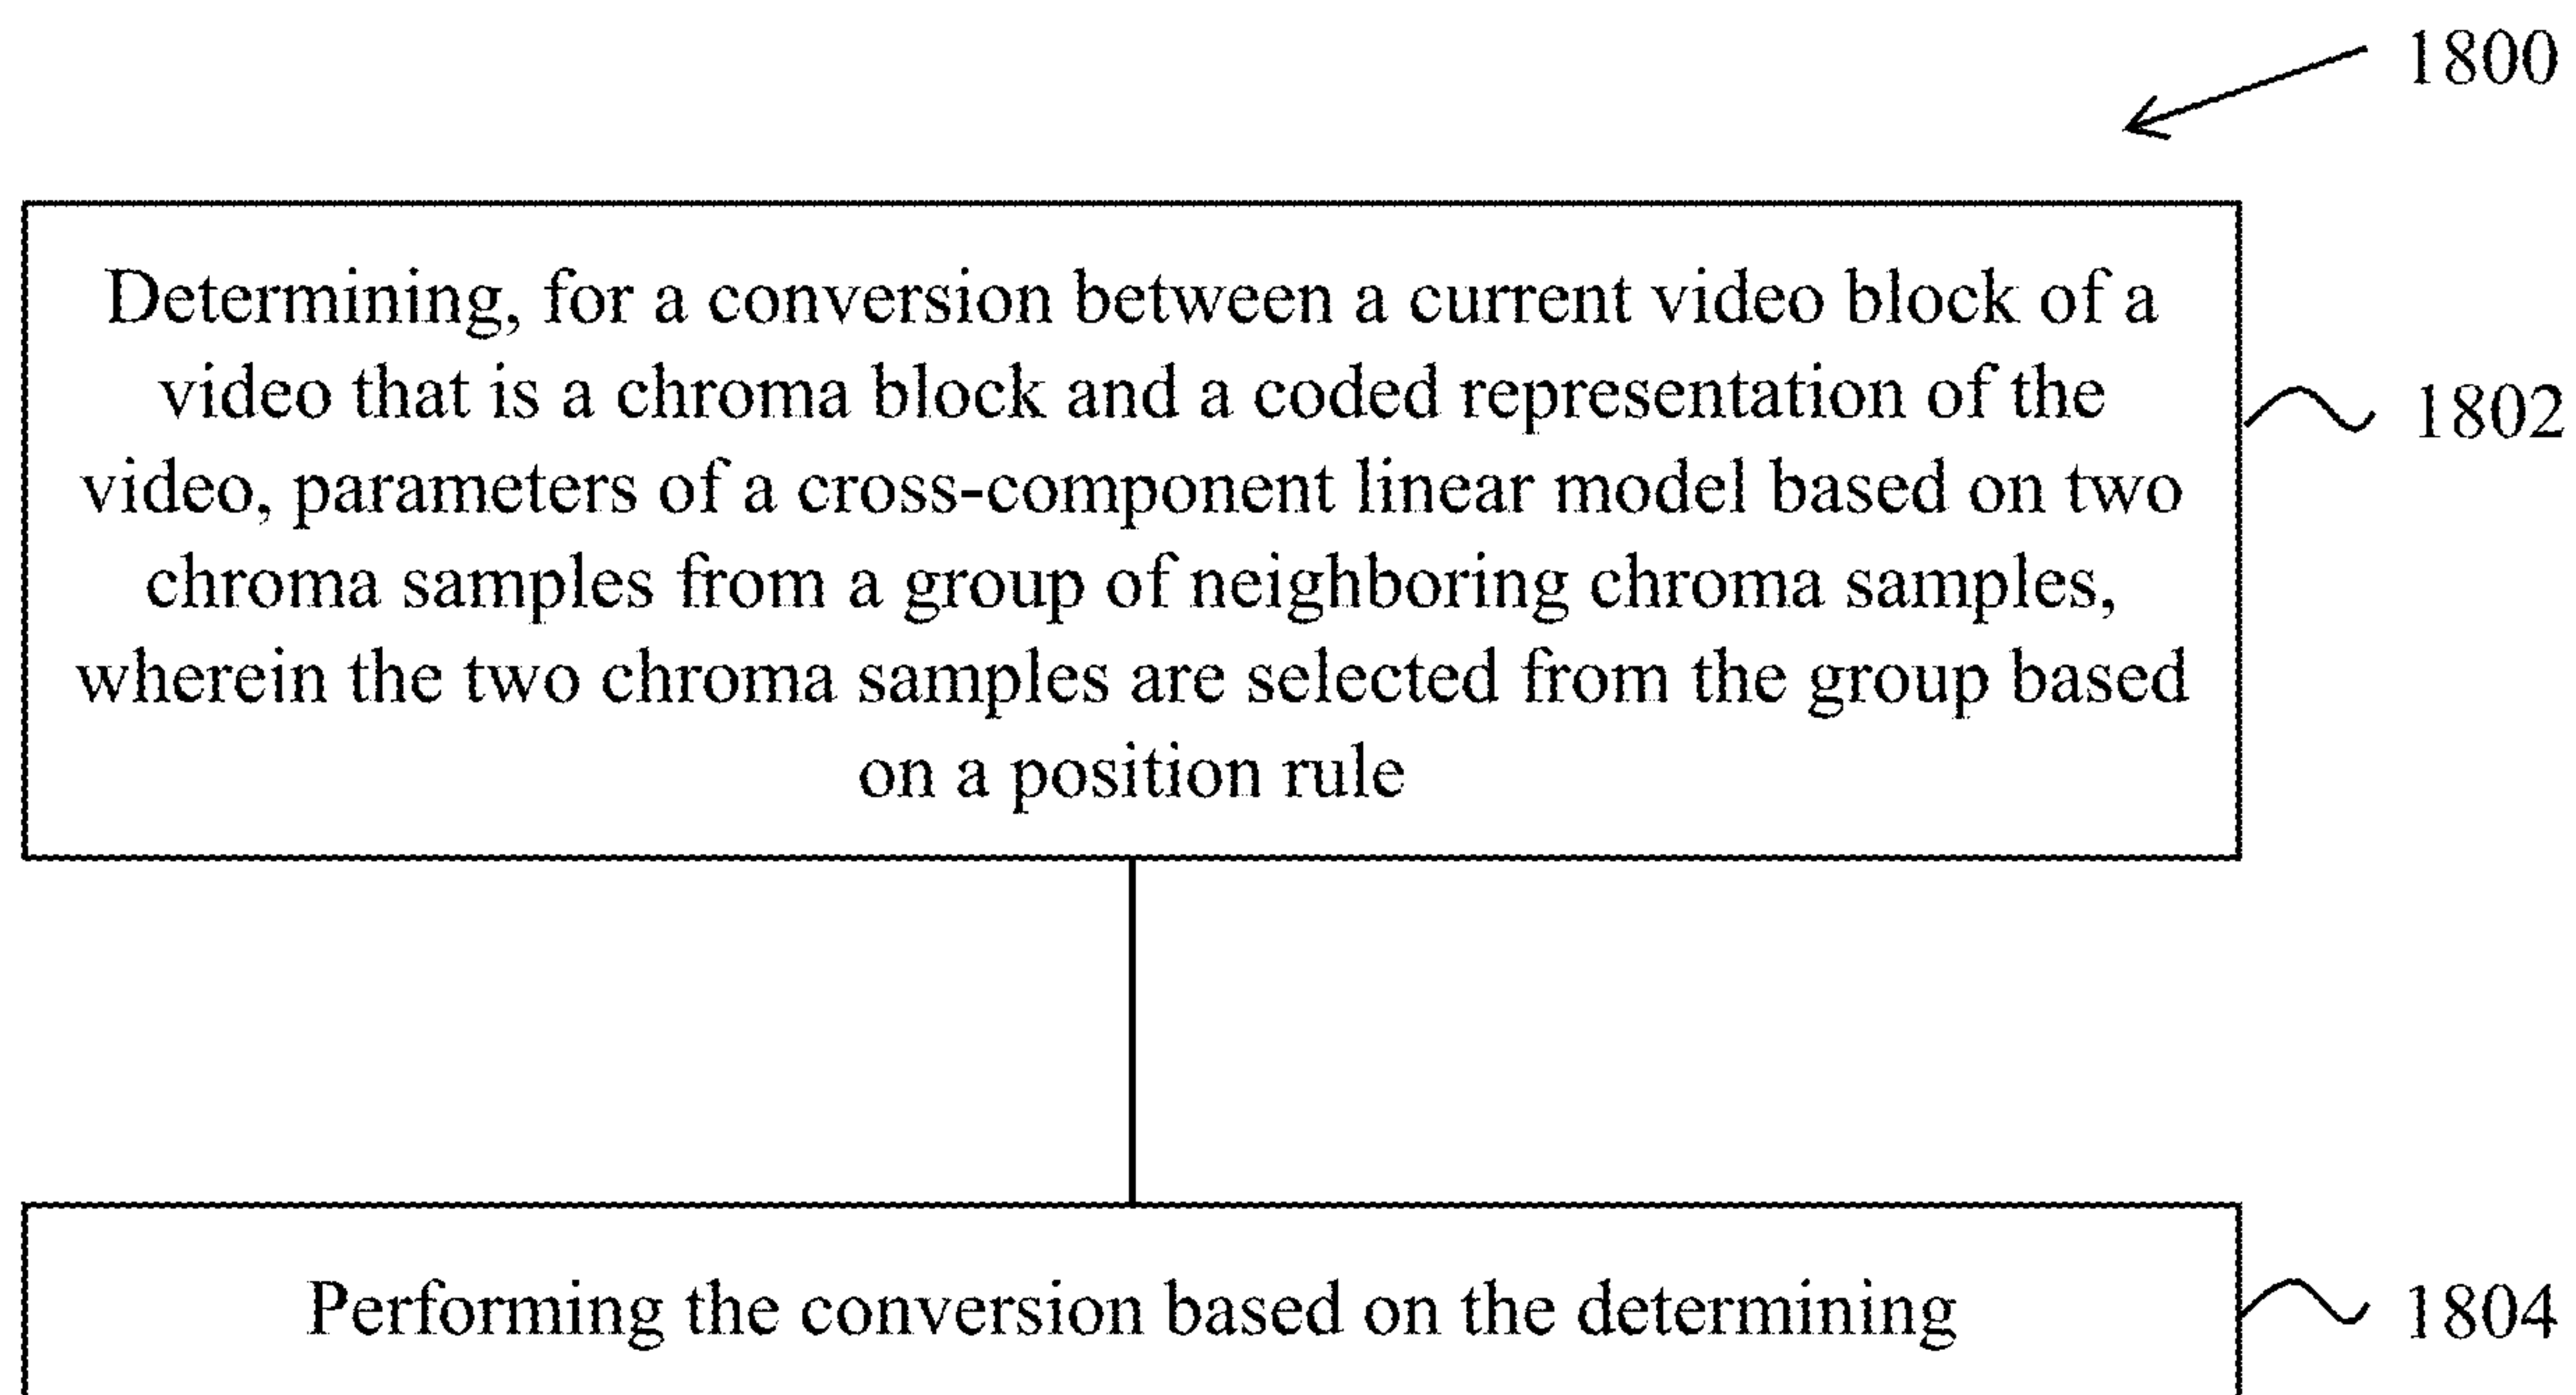 1800
Determining, for a conversion between a current video block of a
video that is a chroma block and a coded representation of the
video, parameters of a cross-component linear model based on two
chroma samples from a group of neighboring chroma samples,
wherein the two chroma samples are selected from the group based
on a position rule
1802
Performing the conversion based on the determining
1804